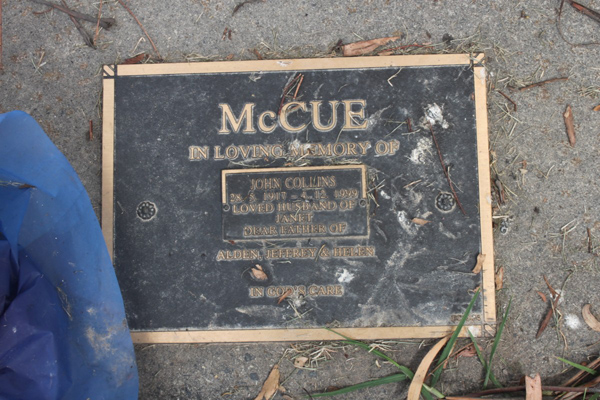 McCUE
IN LOVING MEMORY OF
JOHN COLLINS
LOVED HUSBAND OF
JANET
DEAR FATHER OF
ALDEN, JEFFREY & HELEN
IN GOD'S CARE